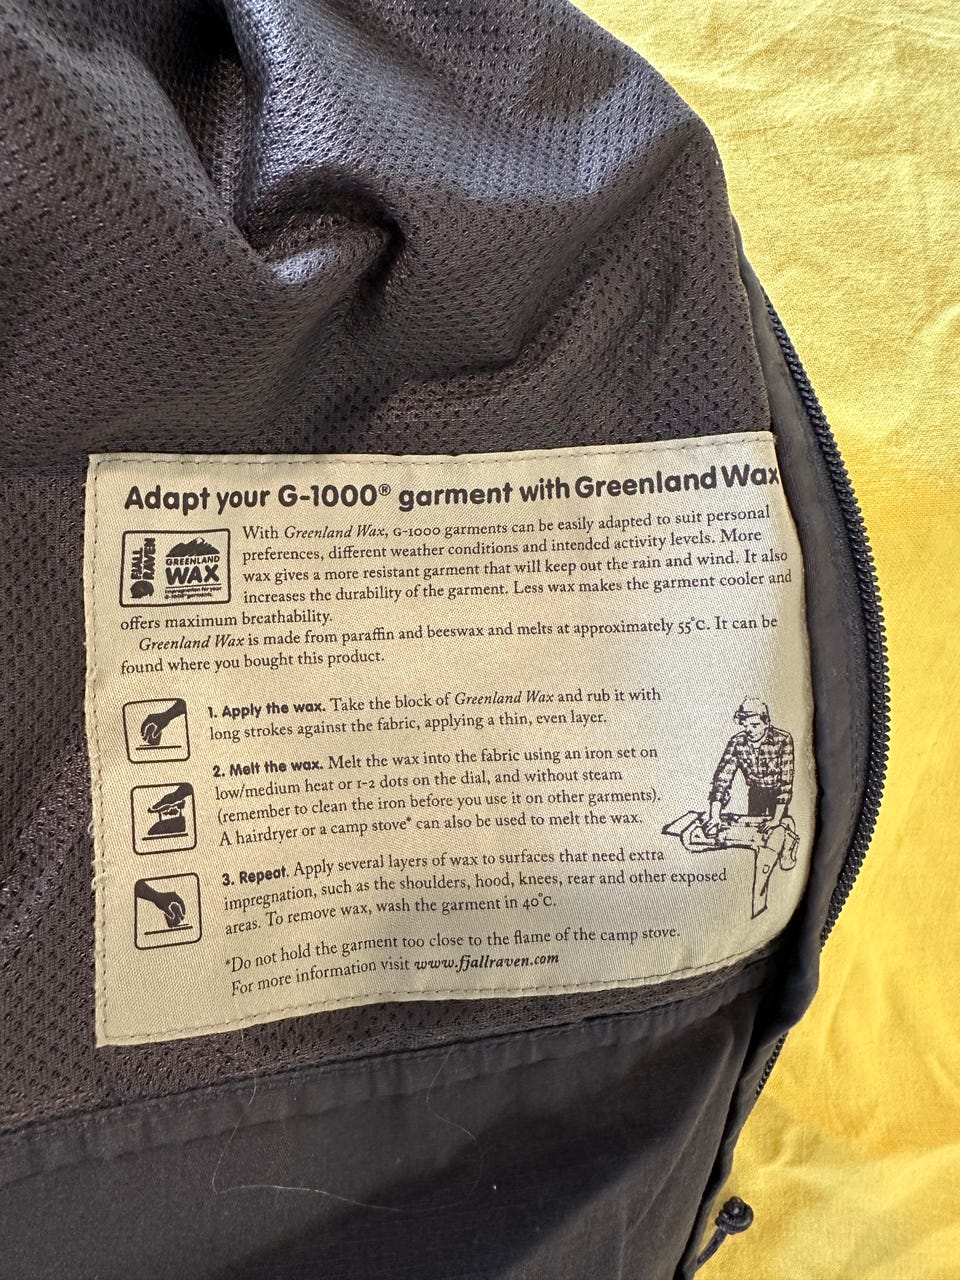 Adapt your G-1000® garment with Greenland Wax
FJALL
RAVEN
GREENLAND
WAX
With Greenland Wax, G-1000 garments can be easily adapted to suit personal
preferences, different weather conditions and intended activity levels. More
wax gives a more resistant garment that will keep out the rain and wind. It also
increases the durability of the garment. Less wax makes the garment cooler and
offers maximum breathability.
Greenland Wax is made from paraffin and beeswax and melts at approximately 55°C. It can be
found where you bought this product.
1. Apply the wax. Take the block of Greenland Wax and rub it with
long strokes against the fabric, applying a thin, even layer.
2. Melt the wax. Melt the wax into the fabric using an iron set on
low/medium heat or 1-2 dots on the dial, and without steam
(remember to clean the iron before you use it on other garments).
A hairdryer or a camp stove* can also be used to melt the wax.
3. Repeat. Apply several layers of wax to surfaces that need extra
impregnation, such as the shoulders, hood, knees, rear and other exposed
areas. To remove wax, wash the garment in 40°C.
*Do not hold the garment too close to the flame of the camp stove.
For more information visit www.fjallraven.com